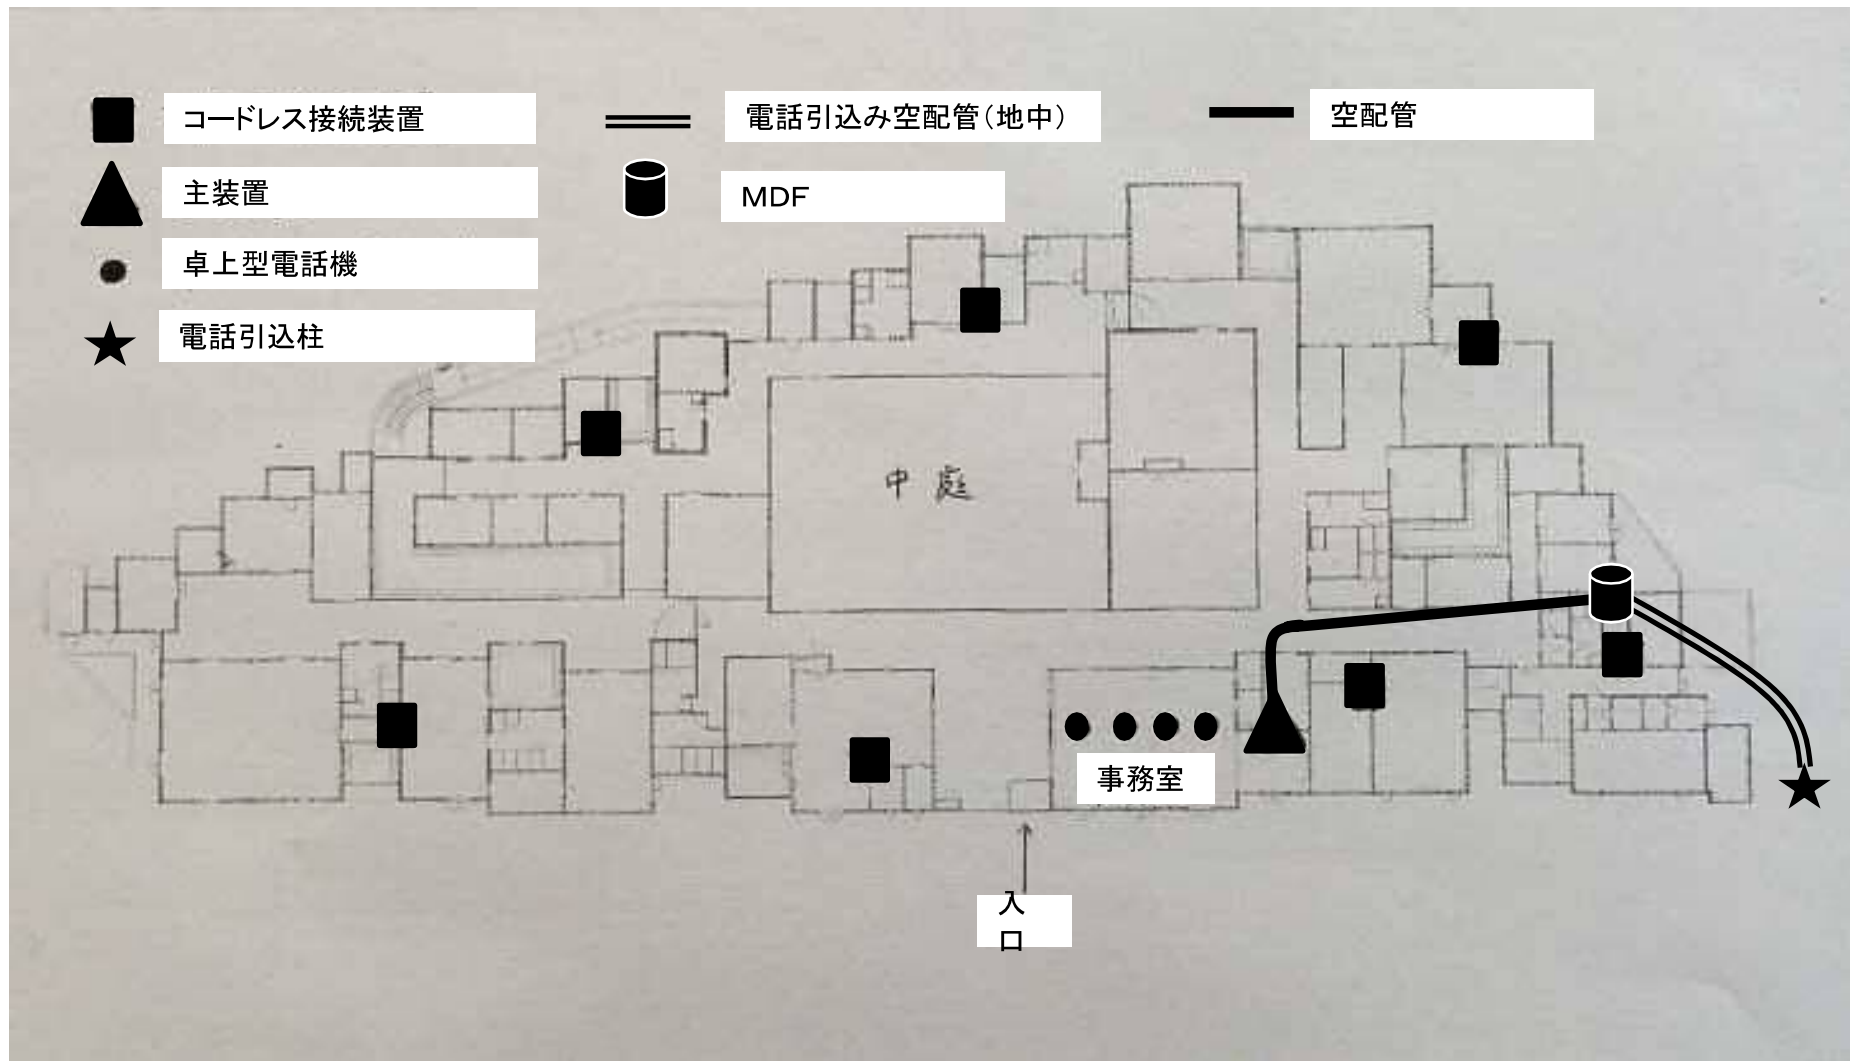 コードレス接続装置
電話引込み空配管(地中)
空配管
主装置
MDF
卓上型電話機
電話引込柱
中庭
事務室
入
口